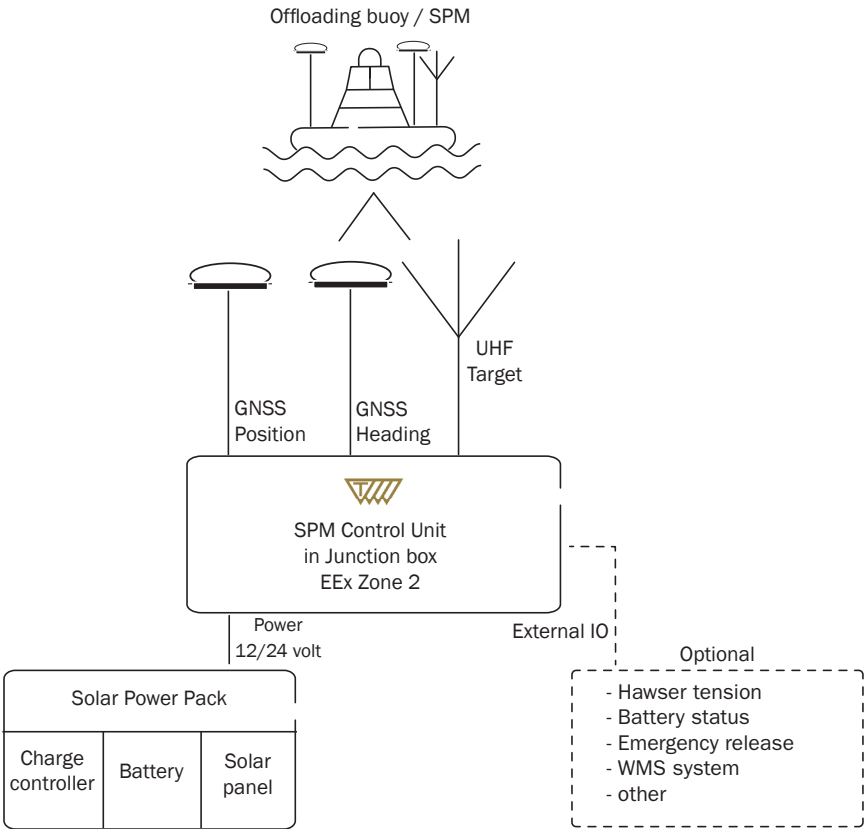 Offloading buoy / SPM
UHF
Target
GNSS
Position
GNSS
Heading
SPM Control Unit
in Junction box
EEx Zone 2
Power
12/24 volt
External IO
Optional
Solar Power Pack
Charge
controller
Battery
Solar
panel
- Hawser tension
- Battery status
- Emergency release
- WMS system
- other